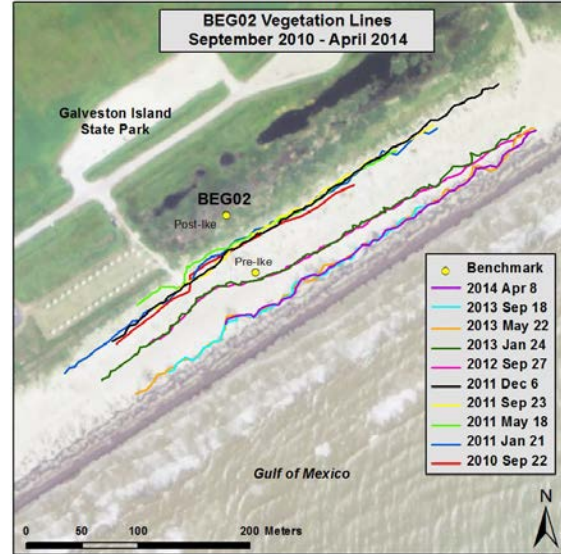 BEG02 Vegetation Lines
September 2010 - April 2014
Galveston Island
State Park
BEG02
Post-Ike
Pre-Ike
Benchmark
2014 Apr 8
2013 Sep 18
2013 May 22
2013 Jan 24
2012 Sep 27
2011 Dec 6
2011 Sep 23
2011 May 18
2011 Jan 21
2010 Sep 22
Gulf of Mexico
N
0 50 100 200
Meters